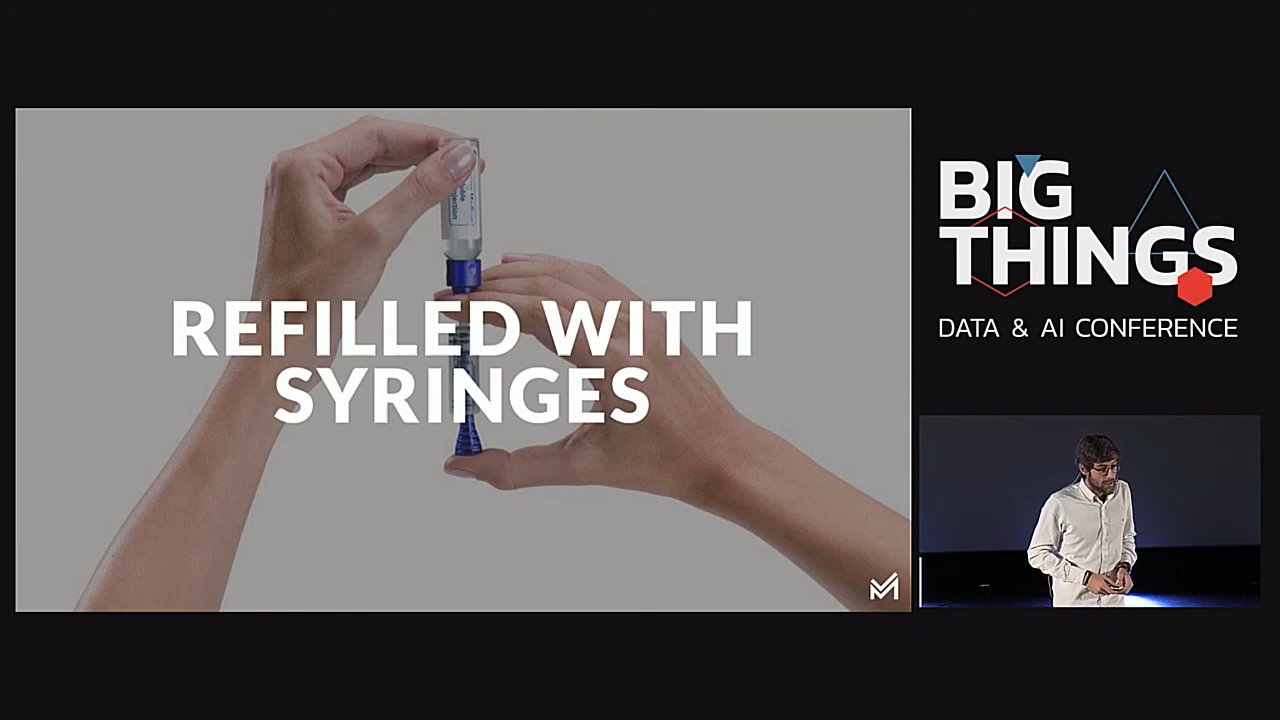 REFILLED WITH
SYRINGES
BIG
THINGS
DATA & AI CONFERENCE